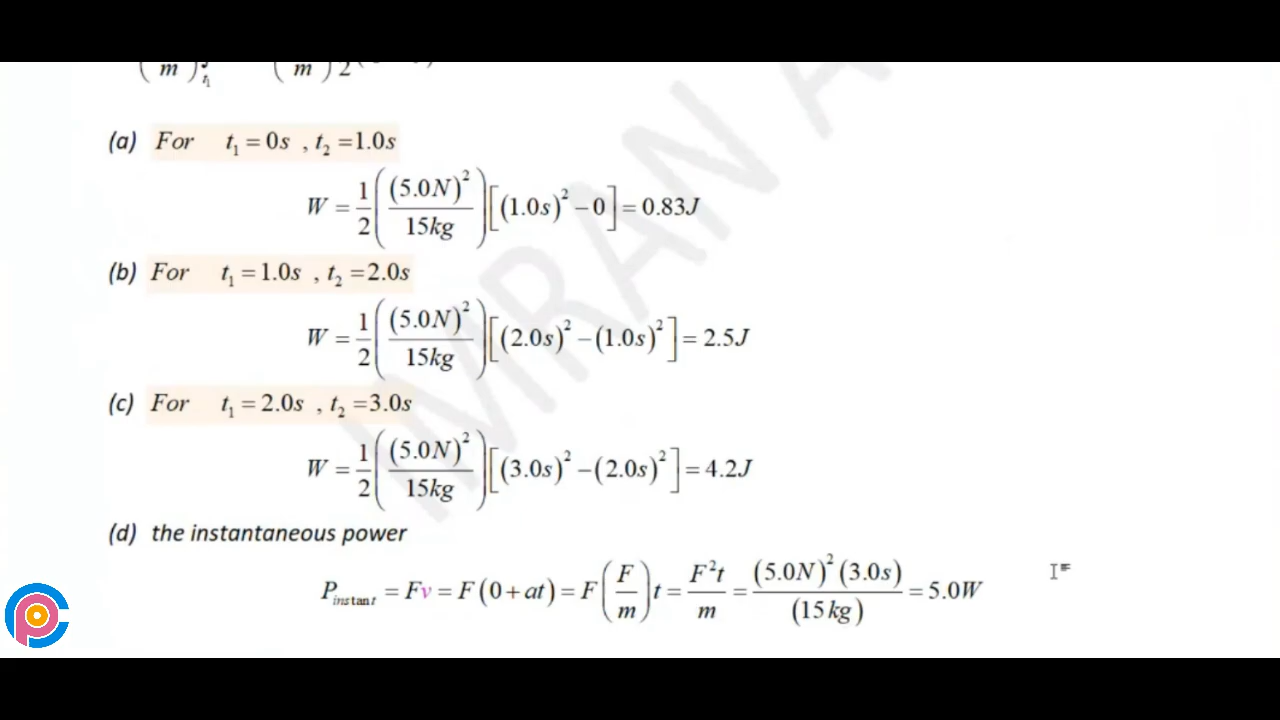 (a) For t₁ = 0s , t₂ = 1.0s
W = 1/2 ((5.0N)²/15kg) [(1.0s)² − 0] = 0.83J
(b) For t₁ = 1.0s , t₂ = 2.0s
W = 1/2 ((5.0N)²/15kg) [(2.0s)² − (1.0s)²] = 2.5J
(c) For t₁ = 2.0s , t₂ = 3.0s
W = 1/2 ((5.0N)²/15kg) [(3.0s)² − (2.0s)²] = 4.2J
(d) the instantaneous power
P_instant = Fv = F(0 + at) = F(F/m)t = F²t/m = (5.0N)²(3.0s)/(15kg) = 5.0W
IMRAN A